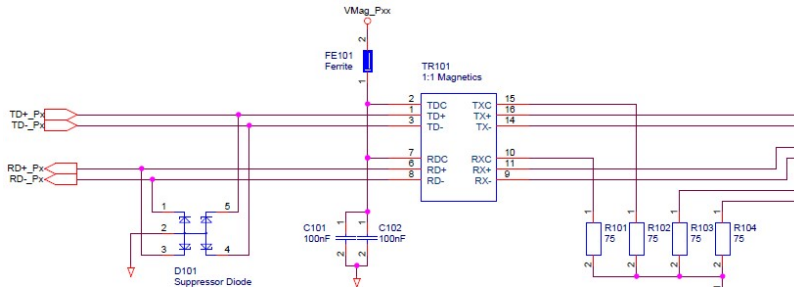 VMag_Pxx
2
FE101
Ferrite
1
TR101
1:1 Magnetics
2 TDC TXC 15
TD+_Px 1 TD+ TX+ 16
TD-_Px 3 TD- TX- 14
7 RDC RXC 10
RD+_Px 6 RD+ RX+ 11
RD-_Px 8 RD- RX- 9
1 5
2
3 4
D101
Suppressor Diode
1 1
C101 C102
100nF 100nF
2 2
1 1 1 1
R101 R102 R103 R104
75 75 75 75
2 2 2 2